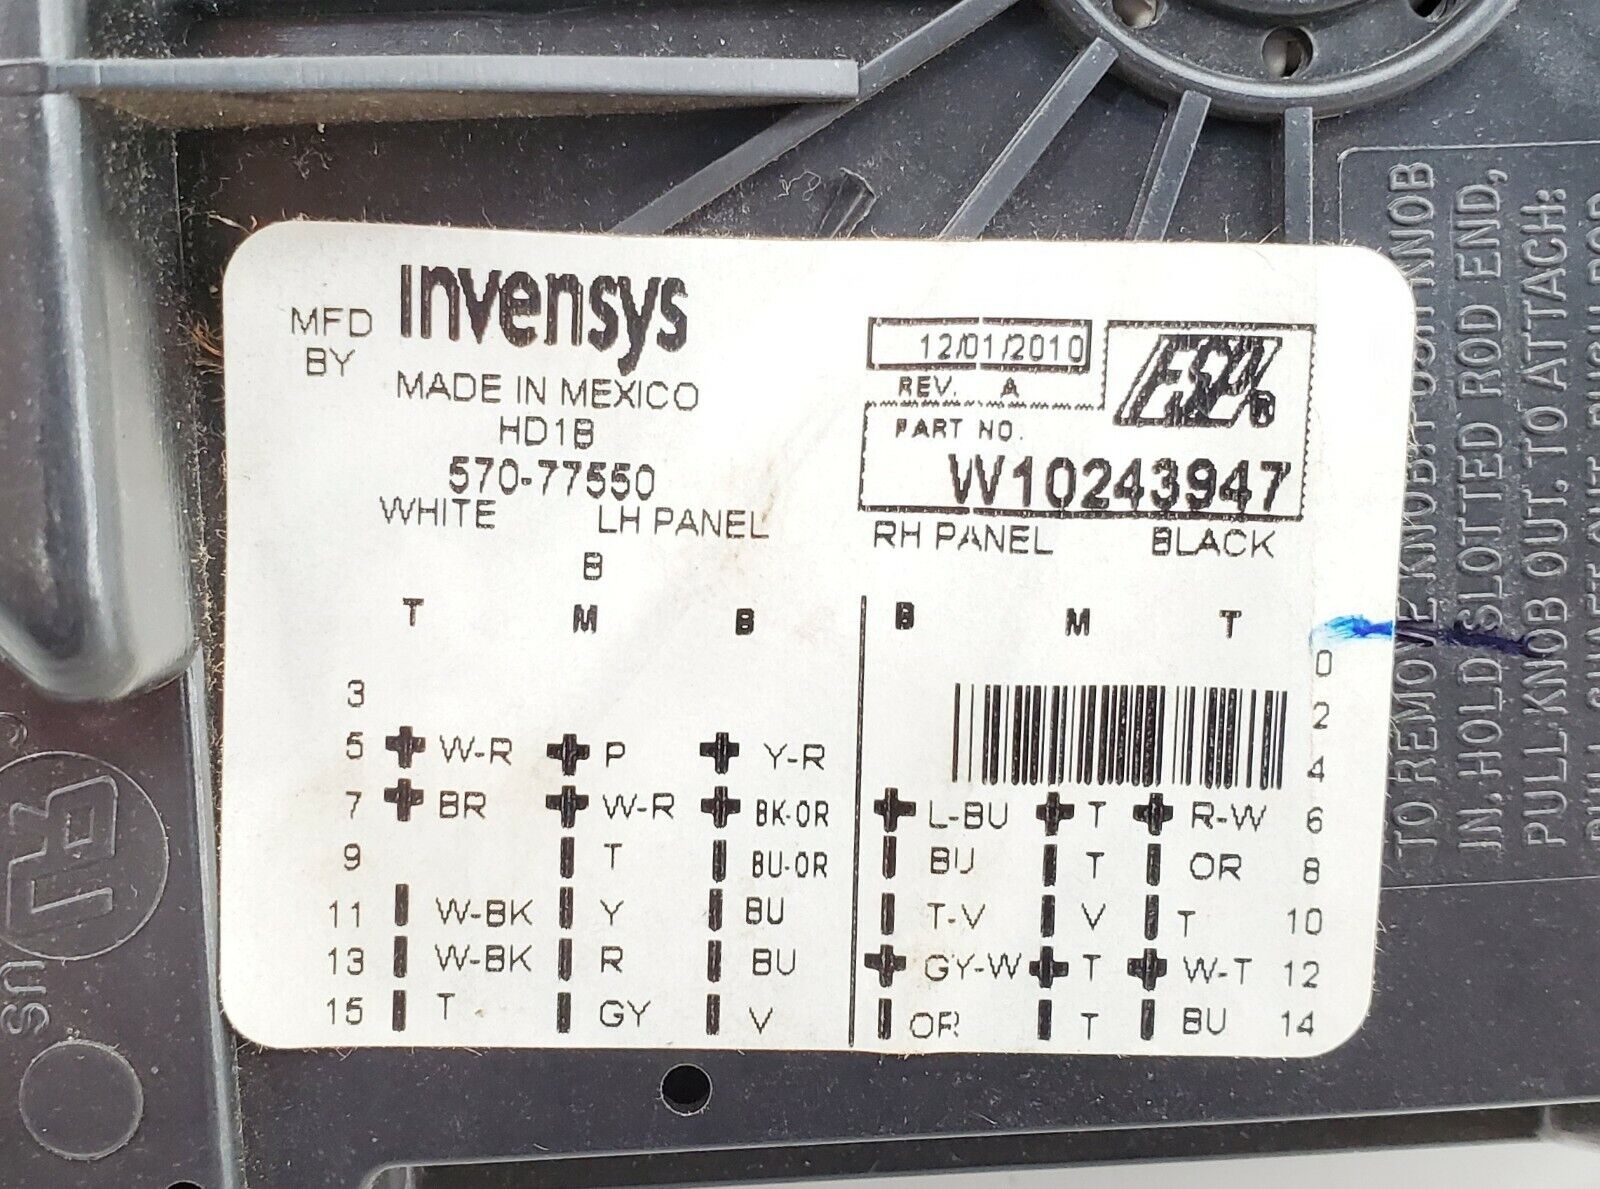 MFD BY
invensys
MADE IN MEXICO
HD1B
570-77550
WHITE LH PANEL
B
12/01/2010
REV. A
FSP®
PART NO.
W10243947
RH PANEL BLACK
T M B B M T
0
3
2
5 W-R P Y-R
4
7 BR W-R BK-OR L-BU T R-W 6
9 T BU-OR BU T OR 8
11 W-BK Y BU T-V V T 10
13 W-BK R BU GY-W T W-T 12
15 T GY V OR T BU 14
TO REMOVE KNOB: PUSH KNOB
IN, HOLD SLOTTED ROD END,
PULL KNOB OUT. TO ATTACH:
US